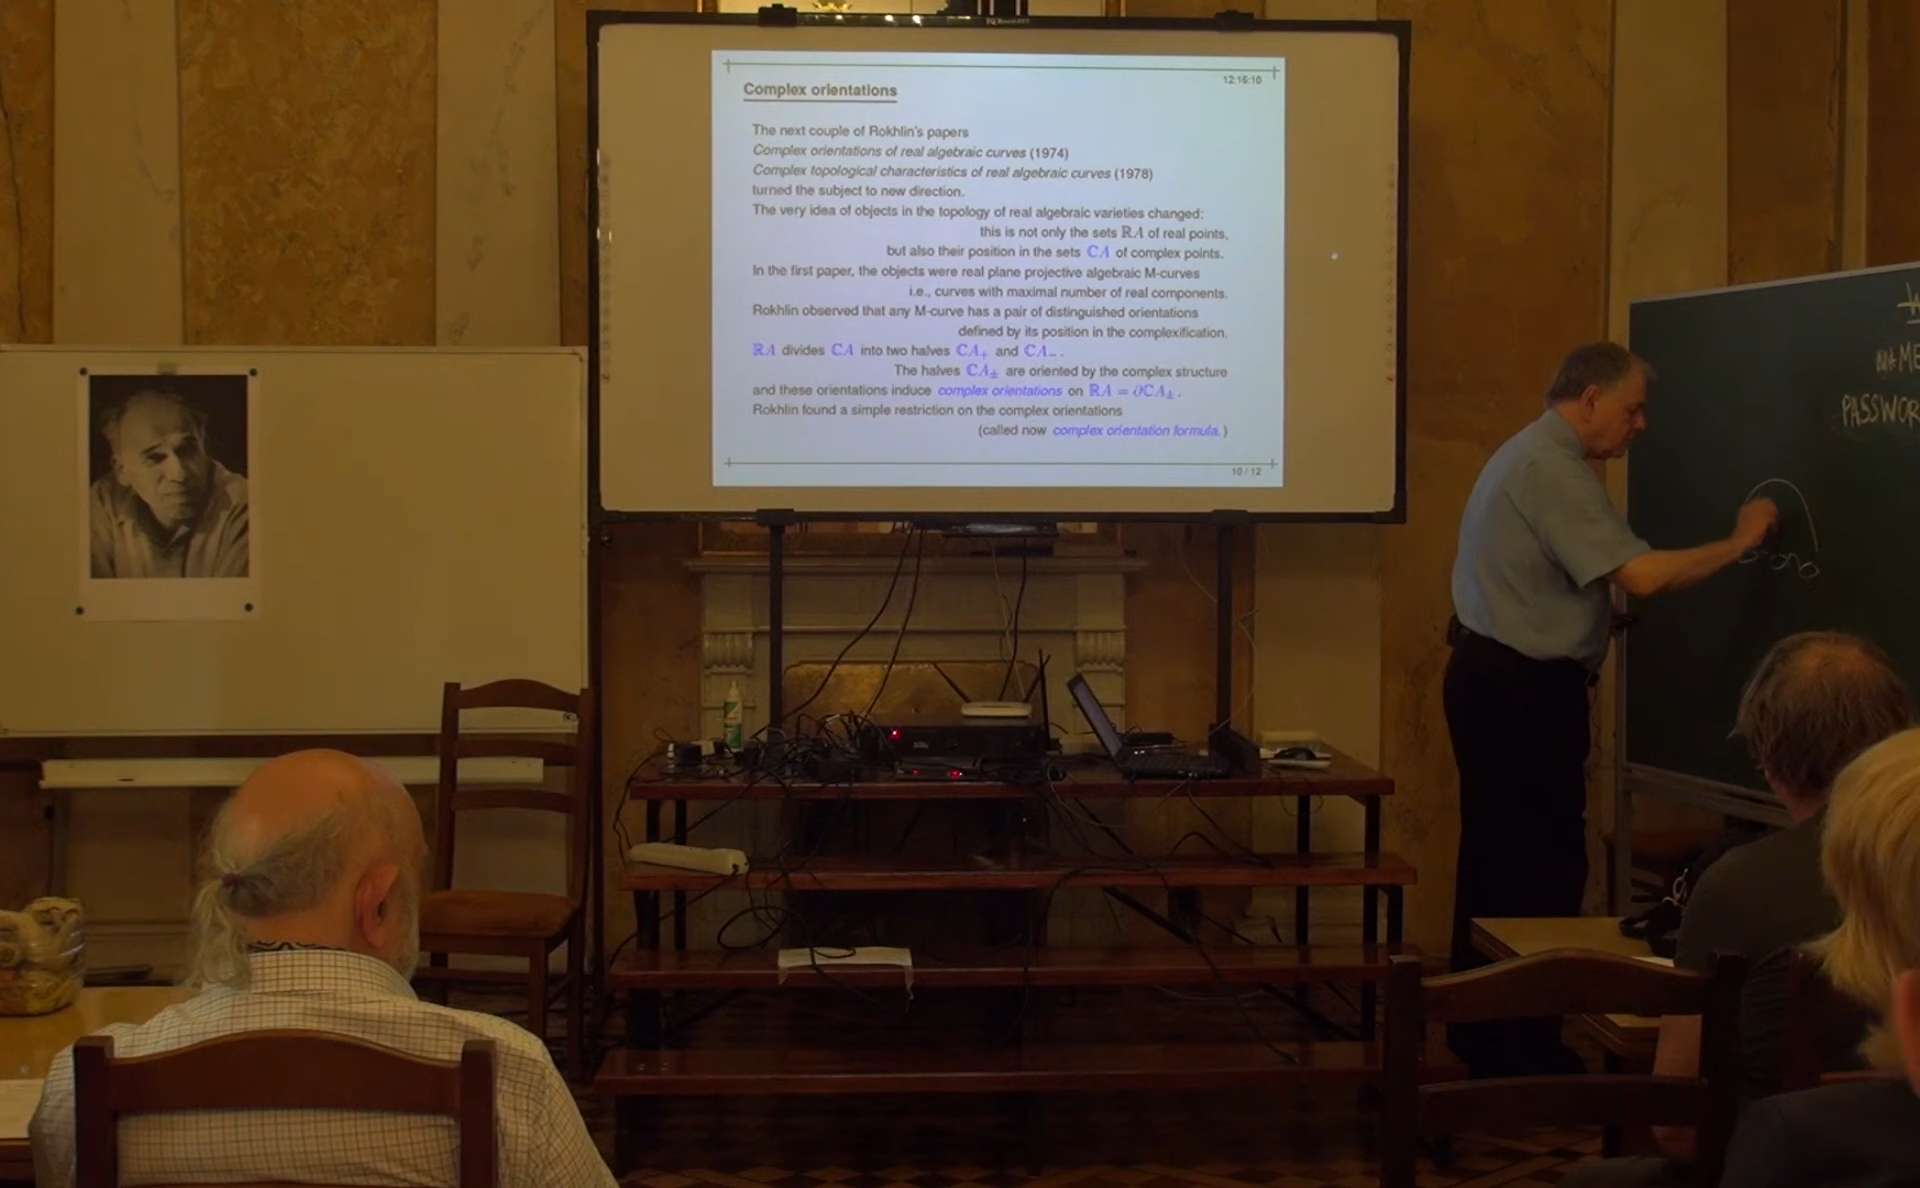 12:16:10
Complex orientations
The next couple of Rokhlin's papers
Complex orientations of real algebraic curves (1974)
Complex topological characteristics of real algebraic curves (1978)
turned the subject to new direction.
The very idea of objects in the topology of real algebraic varieties changed:
this is not only the sets ℝA of real points,
but also their position in the sets ℂA of complex points.
In the first paper, the objects were real plane projective algebraic M-curves
i.e., curves with maximal number of real components.
Rokhlin observed that any M-curve has a pair of distinguished orientations
defined by its position in the complexification.
ℝA divides ℂA into two halves ℂA₊ and ℂA₋.
The halves ℂA± are oriented by the complex structure
and these orientations induce complex orientations on ℝA = ∂ℂA±.
Rokhlin found a simple restriction on the complex orientations
(called now complex orientation formula.)
10 / 12
PASSWOR